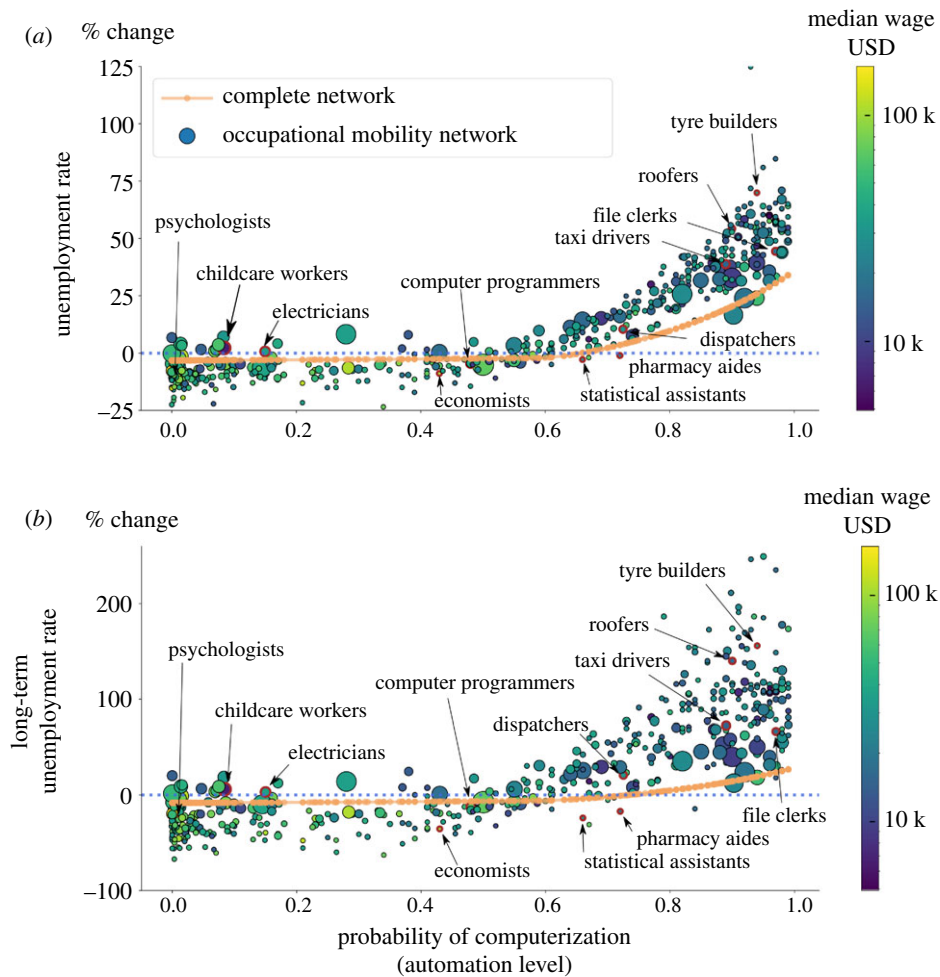 (a) % change
median wage
USD
unemployment rate
125
100
75
50
25
0
−25
complete network
occupational mobility network
tyre builders
roofers
file clerks
taxi drivers
psychologists
childcare workers
computer programmers
electricians
dispatchers
pharmacy aides
economists
statistical assistants
100 k
10 k
0.0 0.2 0.4 0.6 0.8 1.0
(b) % change
median wage
USD
long-term
unemployment rate
200
100
0
−100
tyre builders
roofers
taxi drivers
psychologists
computer programmers
childcare workers
dispatchers
electricians
file clerks
pharmacy aides
statistical assistants
economists
100 k
10 k
0.0 0.2 0.4 0.6 0.8 1.0
probability of computerization
(automation level)